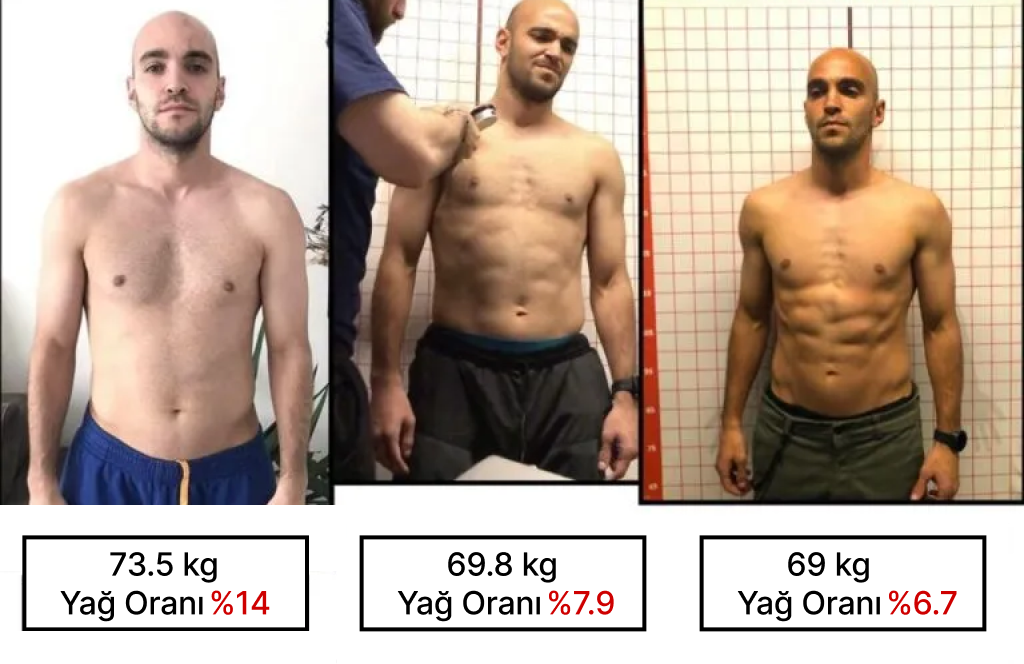 73.5 kg
Yağ Oranı %14
69.8 kg
Yağ Oranı %7.9
69 kg
Yağ Oranı %6.7